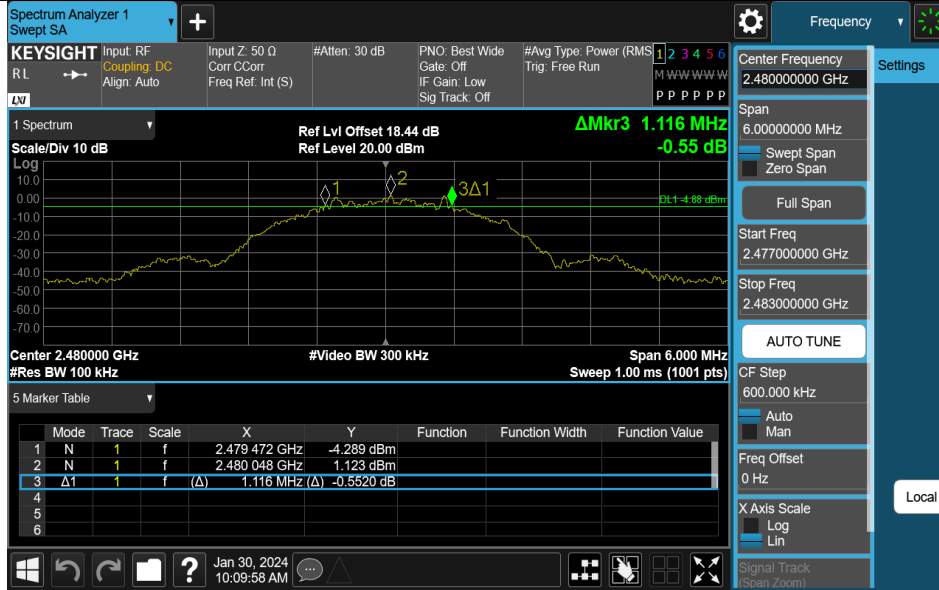 Spectrum Analyzer 1
Swept SA
Frequency
Settings
KEYSIGHT
RL
LXI
Input: RF
Coupling: DC
Align: Auto
Input Z: 50 Ω
Corr CCorr
Freq Ref: Int (S)
#Atten: 30 dB
PNO: Best Wide
Gate: Off
IF Gain: Low
Sig Track: Off
#Avg Type: Power (RMS
Trig: Free Run
1 2 3 4 5 6
M W W W W W
P P P P P P
1 Spectrum
Scale/Div 10 dB
Ref Lvl Offset 18.44 dB
Ref Level 20.00 dBm
ΔMkr3 1.116 MHz
-0.55 dB
Log
10.0
0.00
-10.0
-20.0
-30.0
-40.0
-50.0
-60.0
-70.0
1
2
3Δ1
DL1 -4.88 dBm
Center 2.480000 GHz
#Video BW 300 kHz
Span 6.000 MHz
#Res BW 100 kHz
Sweep 1.00 ms (1001 pts)
5 Marker Table
Mode Trace Scale X Y Function Function Width Function Value
1 N 1 f 2.479 472 GHz -4.289 dBm
2 N 1 f 2.480 048 GHz 1.123 dBm
3 Δ1 1 f (Δ) 1.116 MHz (Δ) -0.5520 dB
4
5
6
Jan 30, 2024
10:09:58 AM
Center Frequency
2.480000000 GHz
Span
6.00000000 MHz
Swept Span
Zero Span
Full Span
Start Freq
2.477000000 GHz
Stop Freq
2.483000000 GHz
AUTO TUNE
CF Step
600.000 kHz
Auto
Man
Freq Offset
0 Hz
X Axis Scale
Log
Lin
Signal Track
(Span Zoom)
Local